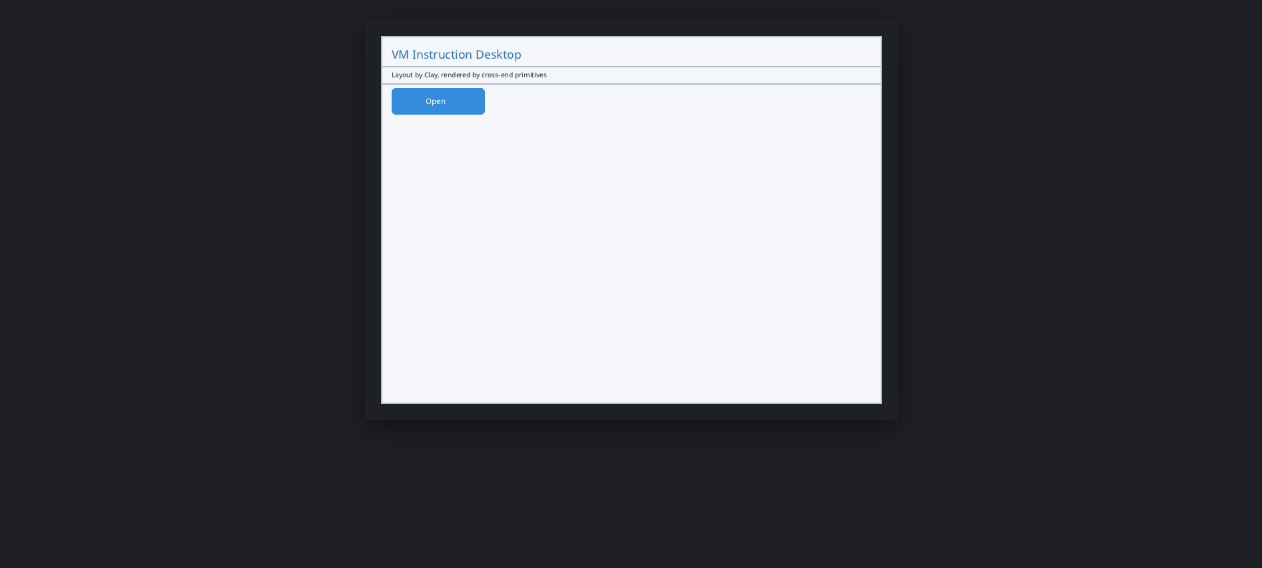 VM Instruction Desktop
Layout by Clay, rendered by cross-end primitives
Open